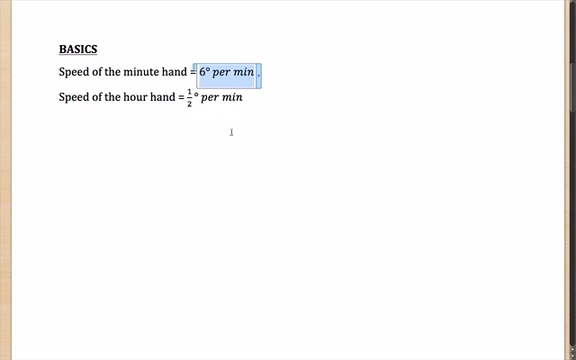 BASICS
Speed of the minute hand = 6° per min .
Speed of the hour hand = 1/2 ° per min